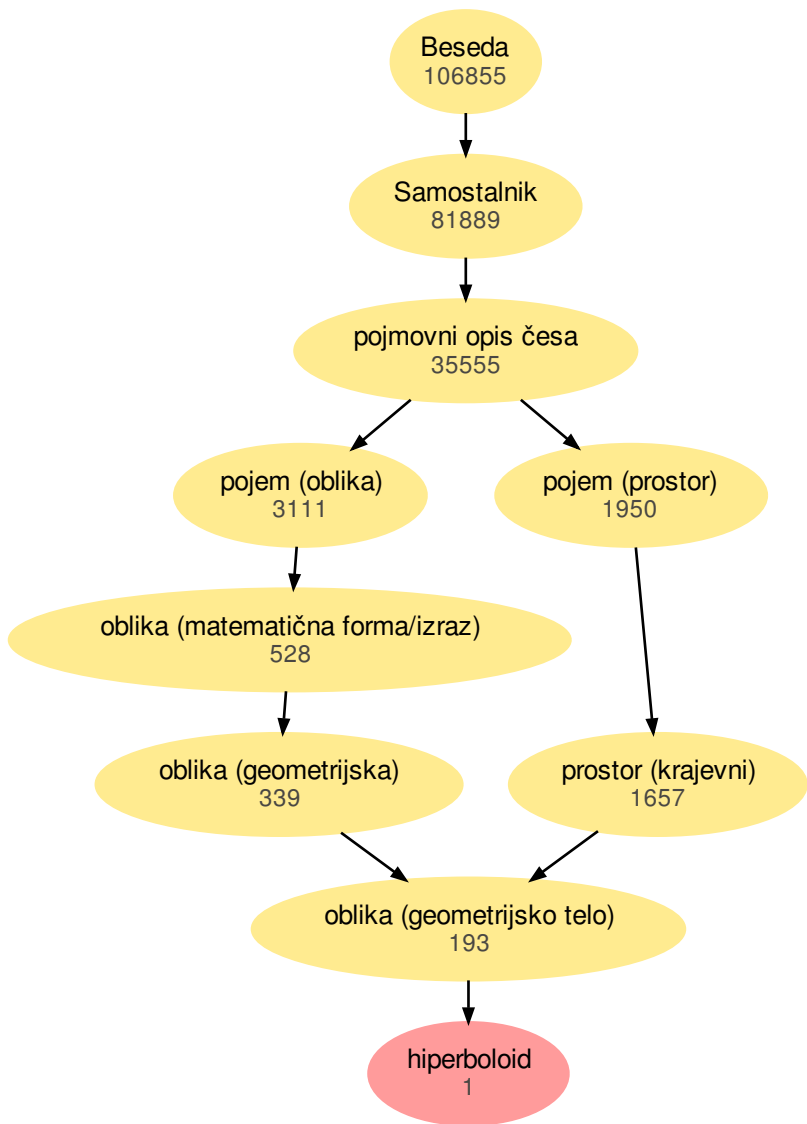 Beseda
106855
Samostalnik
81889
pojmovni opis česa
35555
pojem (oblika)
3111
pojem (prostor)
1950
oblika (matematična forma/izraz)
528
oblika (geometrijska)
339
prostor (krajevni)
1657
oblika (geometrijsko telo)
193
hiperboloid
1